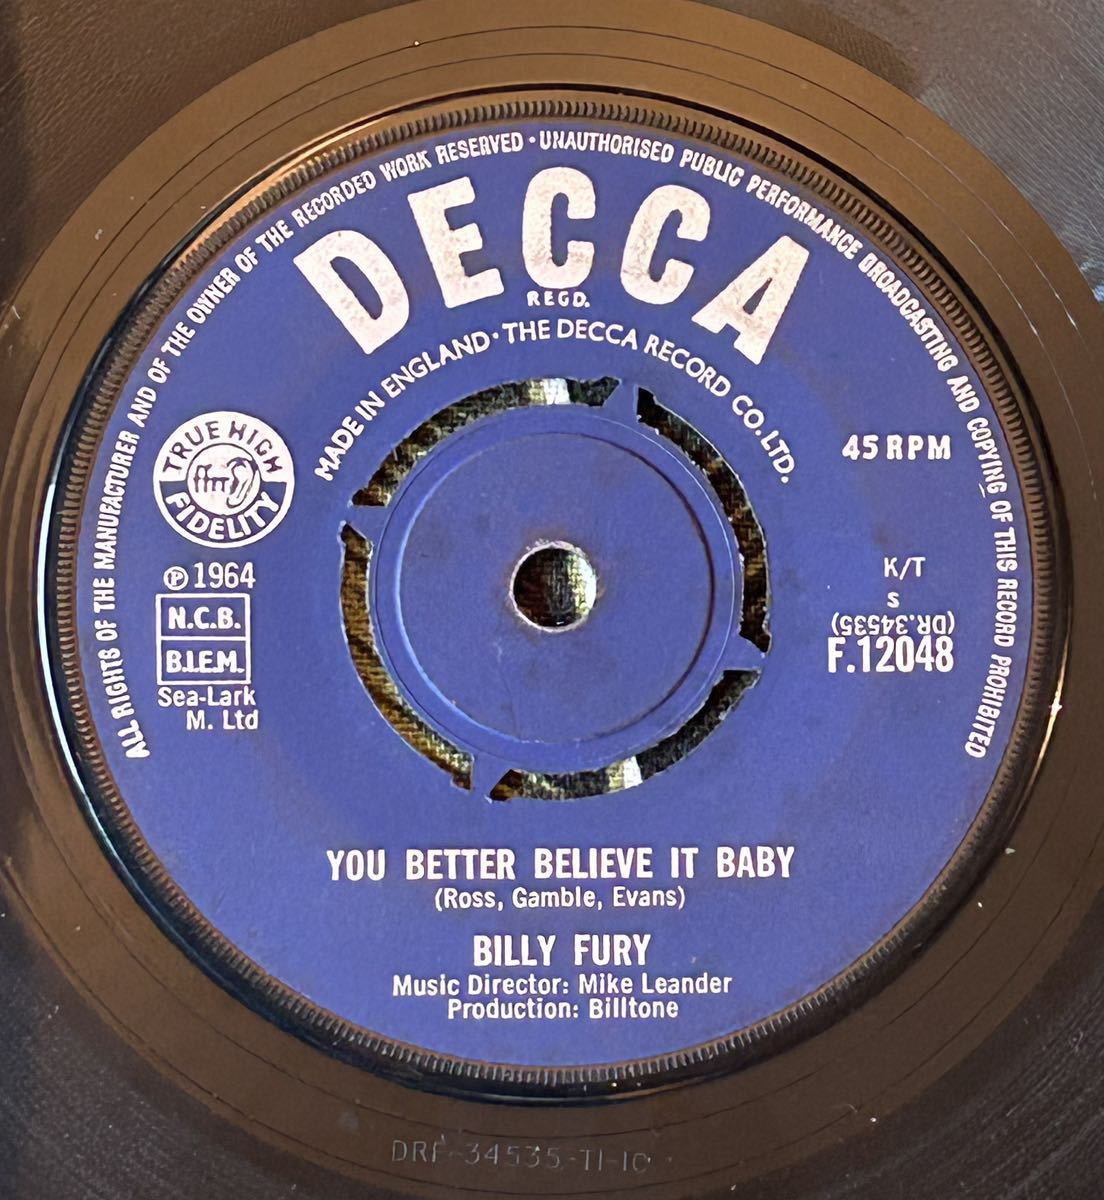 ALL RIGHTS OF THE MANUFACTURER AND OF THE OWNER OF THE RECORDED WORK RESERVED · UNAUTHORISED PUBLIC PERFORMANCE BROADCASTING AND COPYING OF THIS RECORD PROHIBITED
DECCA
REGD.
MADE IN ENGLAND · THE DECCA RECORD CO. LTD.
TRUE HIGH
ffrr
FIDELITY
45 RPM
℗ 1964
N.C.B.
B.I.E.M.
Sea-Lark
M. Ltd
K/T
S
(DR.34535)
F.12048
YOU BETTER BELIEVE IT BABY
(Ross, Gamble, Evans)
BILLY FURY
Music Director: Mike Leander
Production: Billtone
34535-T1-1C